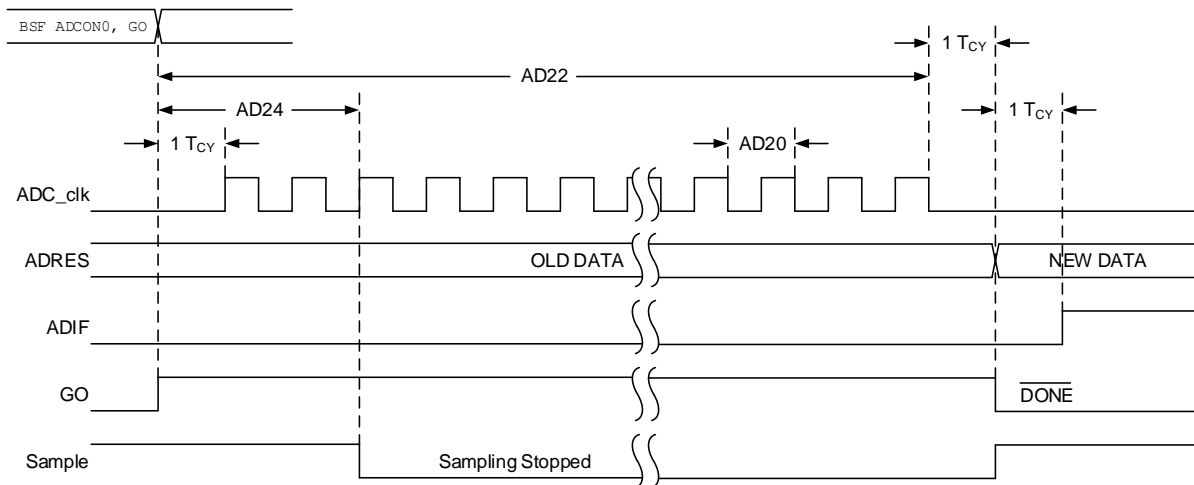 BSF ADCON0, GO
1 TCY
AD22
1 TCY
AD24
1 TCY
AD20
ADC_clk
ADRES
OLD DATA
NEW DATA
ADIF
GO
DONE
Sample
Sampling Stopped